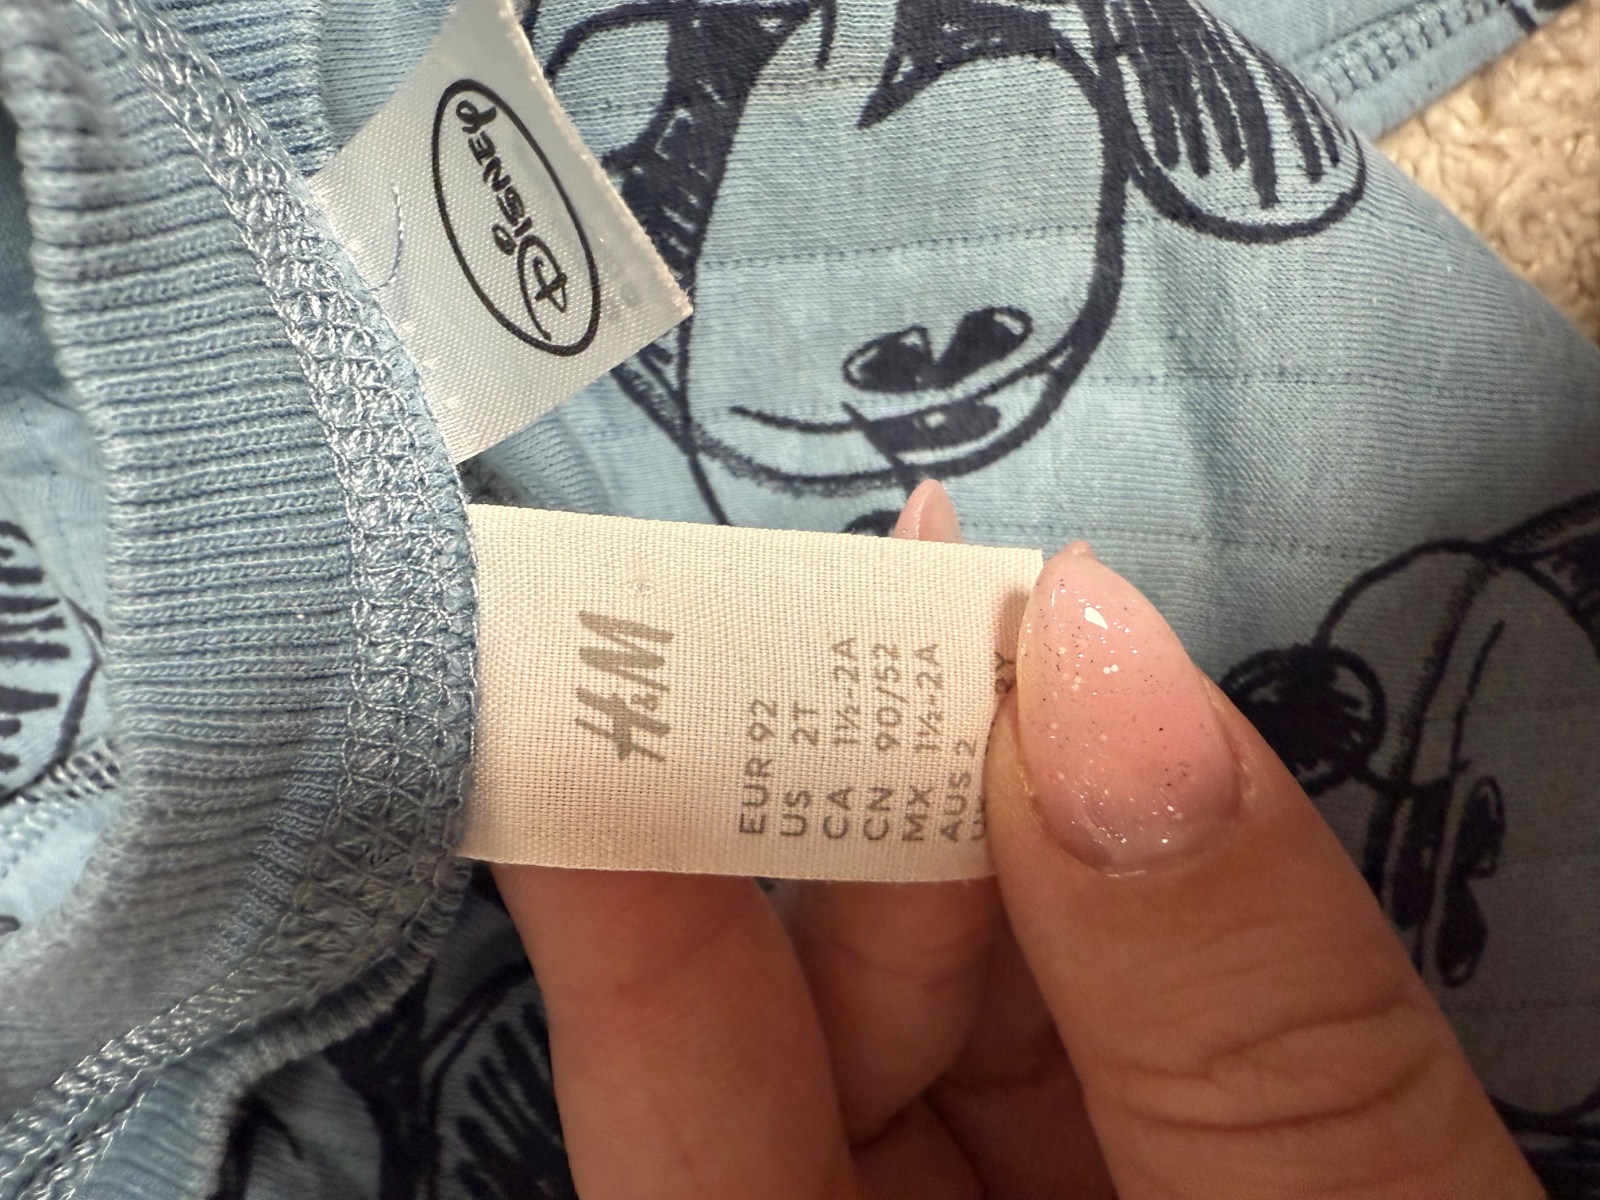 Disney
H&M
EUR 92
US 2T
CA 1½-2A
CN 90/52
MX 1½-2A
AUS 2